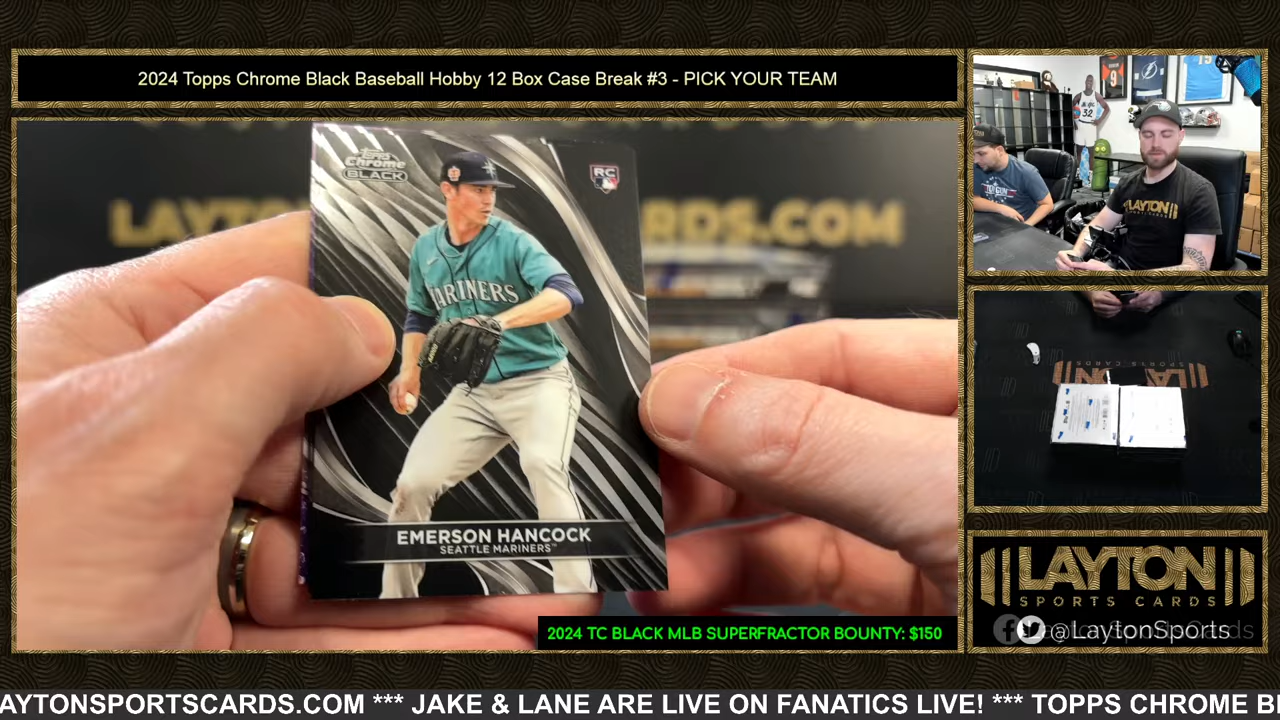 2024 Topps Chrome Black Baseball Hobby 12 Box Case Break #3 - PICK YOUR TEAM
Topps
Chrome
BLACK
RC
MARINERS
EMERSON HANCOCK
SEATTLE MARINERS™
2024 TC BLACK MLB SUPERFRACTOR BOUNTY: $150
LAYTON
LAYTON
SPORTS CARDS
@LaytonSports
AYTONSPORTSCARDS.COM *** JAKE & LANE ARE LIVE ON FANATICS LIVE! *** TOPPS CHROME B